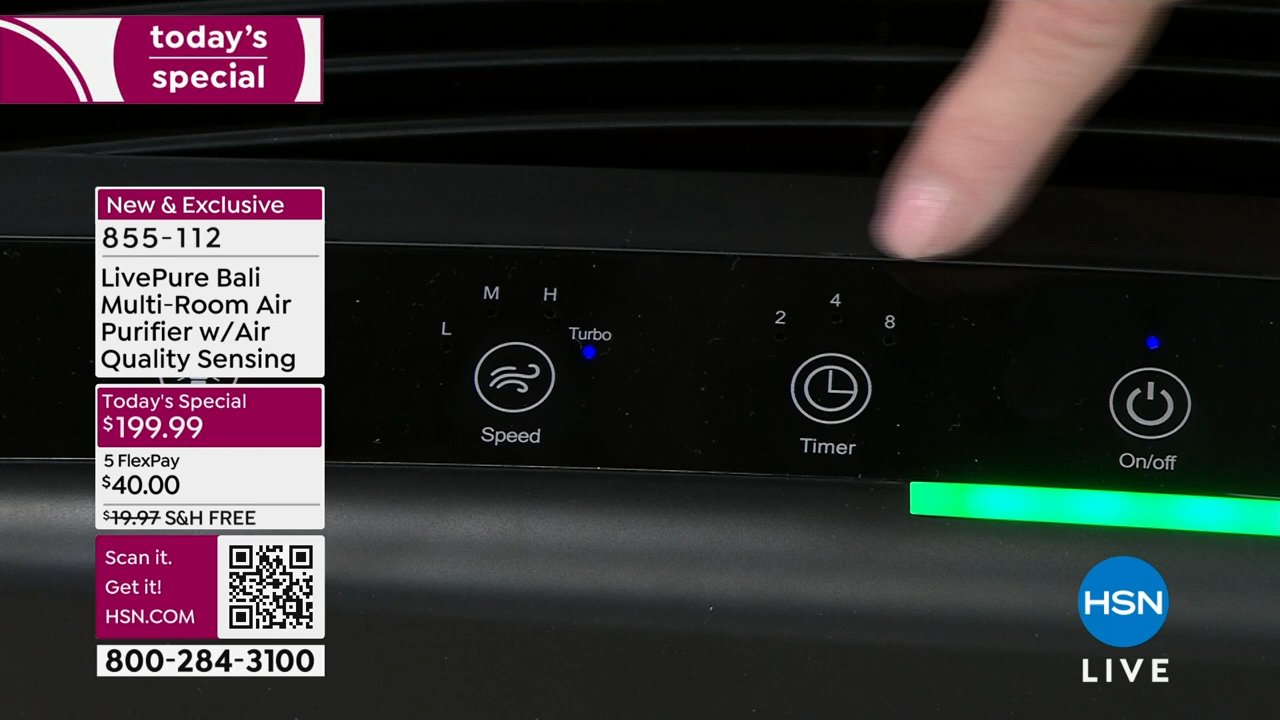 today's
special
New & Exclusive
855-112
LivePure Bali
Multi-Room Air
Purifier w/Air
Quality Sensing
Today's Special
$199.99
5 FlexPay
$40.00
$19.97 S&H FREE
Scan it.
Get it!
HSN.COM
800-284-3100
L
M
H
Turbo
Speed
2
4
8
Timer
On/off
HSN
LIVE